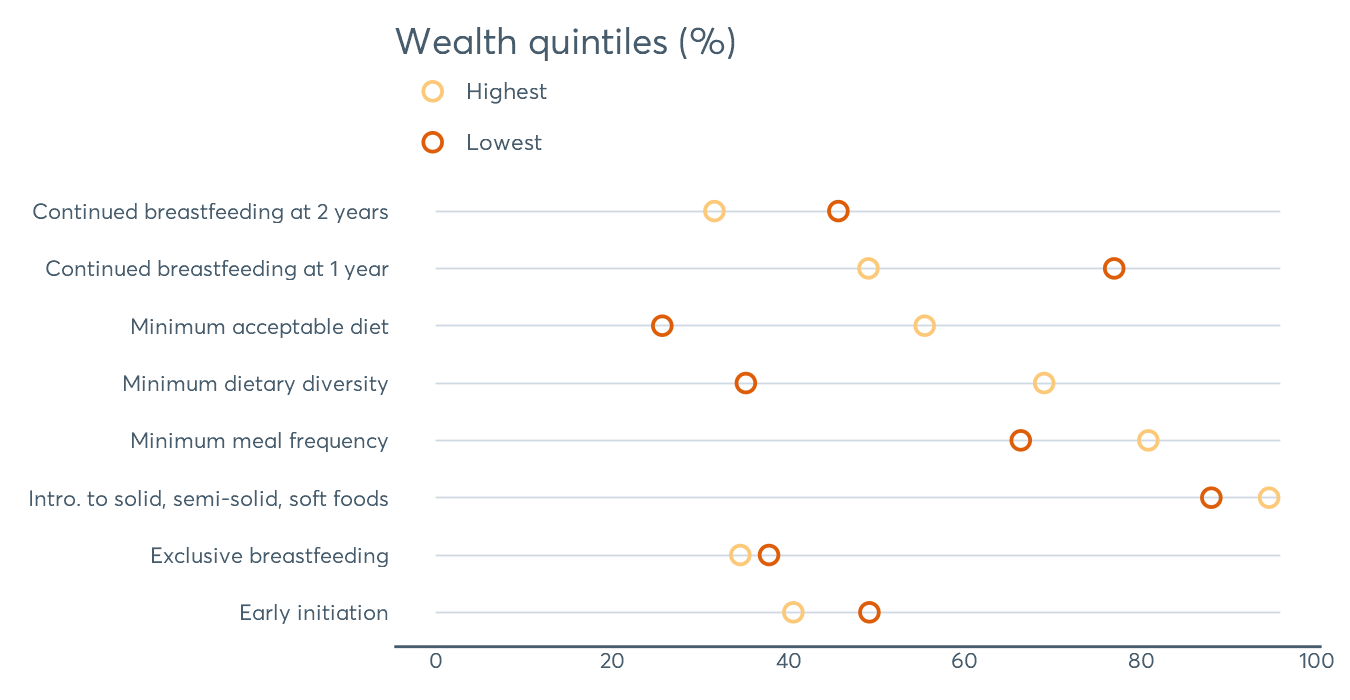 Wealth quintiles (%)
Highest
Lowest
Continued breastfeeding at 2 years
Continued breastfeeding at 1 year
Minimum acceptable diet
Minimum dietary diversity
Minimum meal frequency
Intro. to solid, semi-solid, soft foods
Exclusive breastfeeding
Early initiation
0 20 40 60 80 100